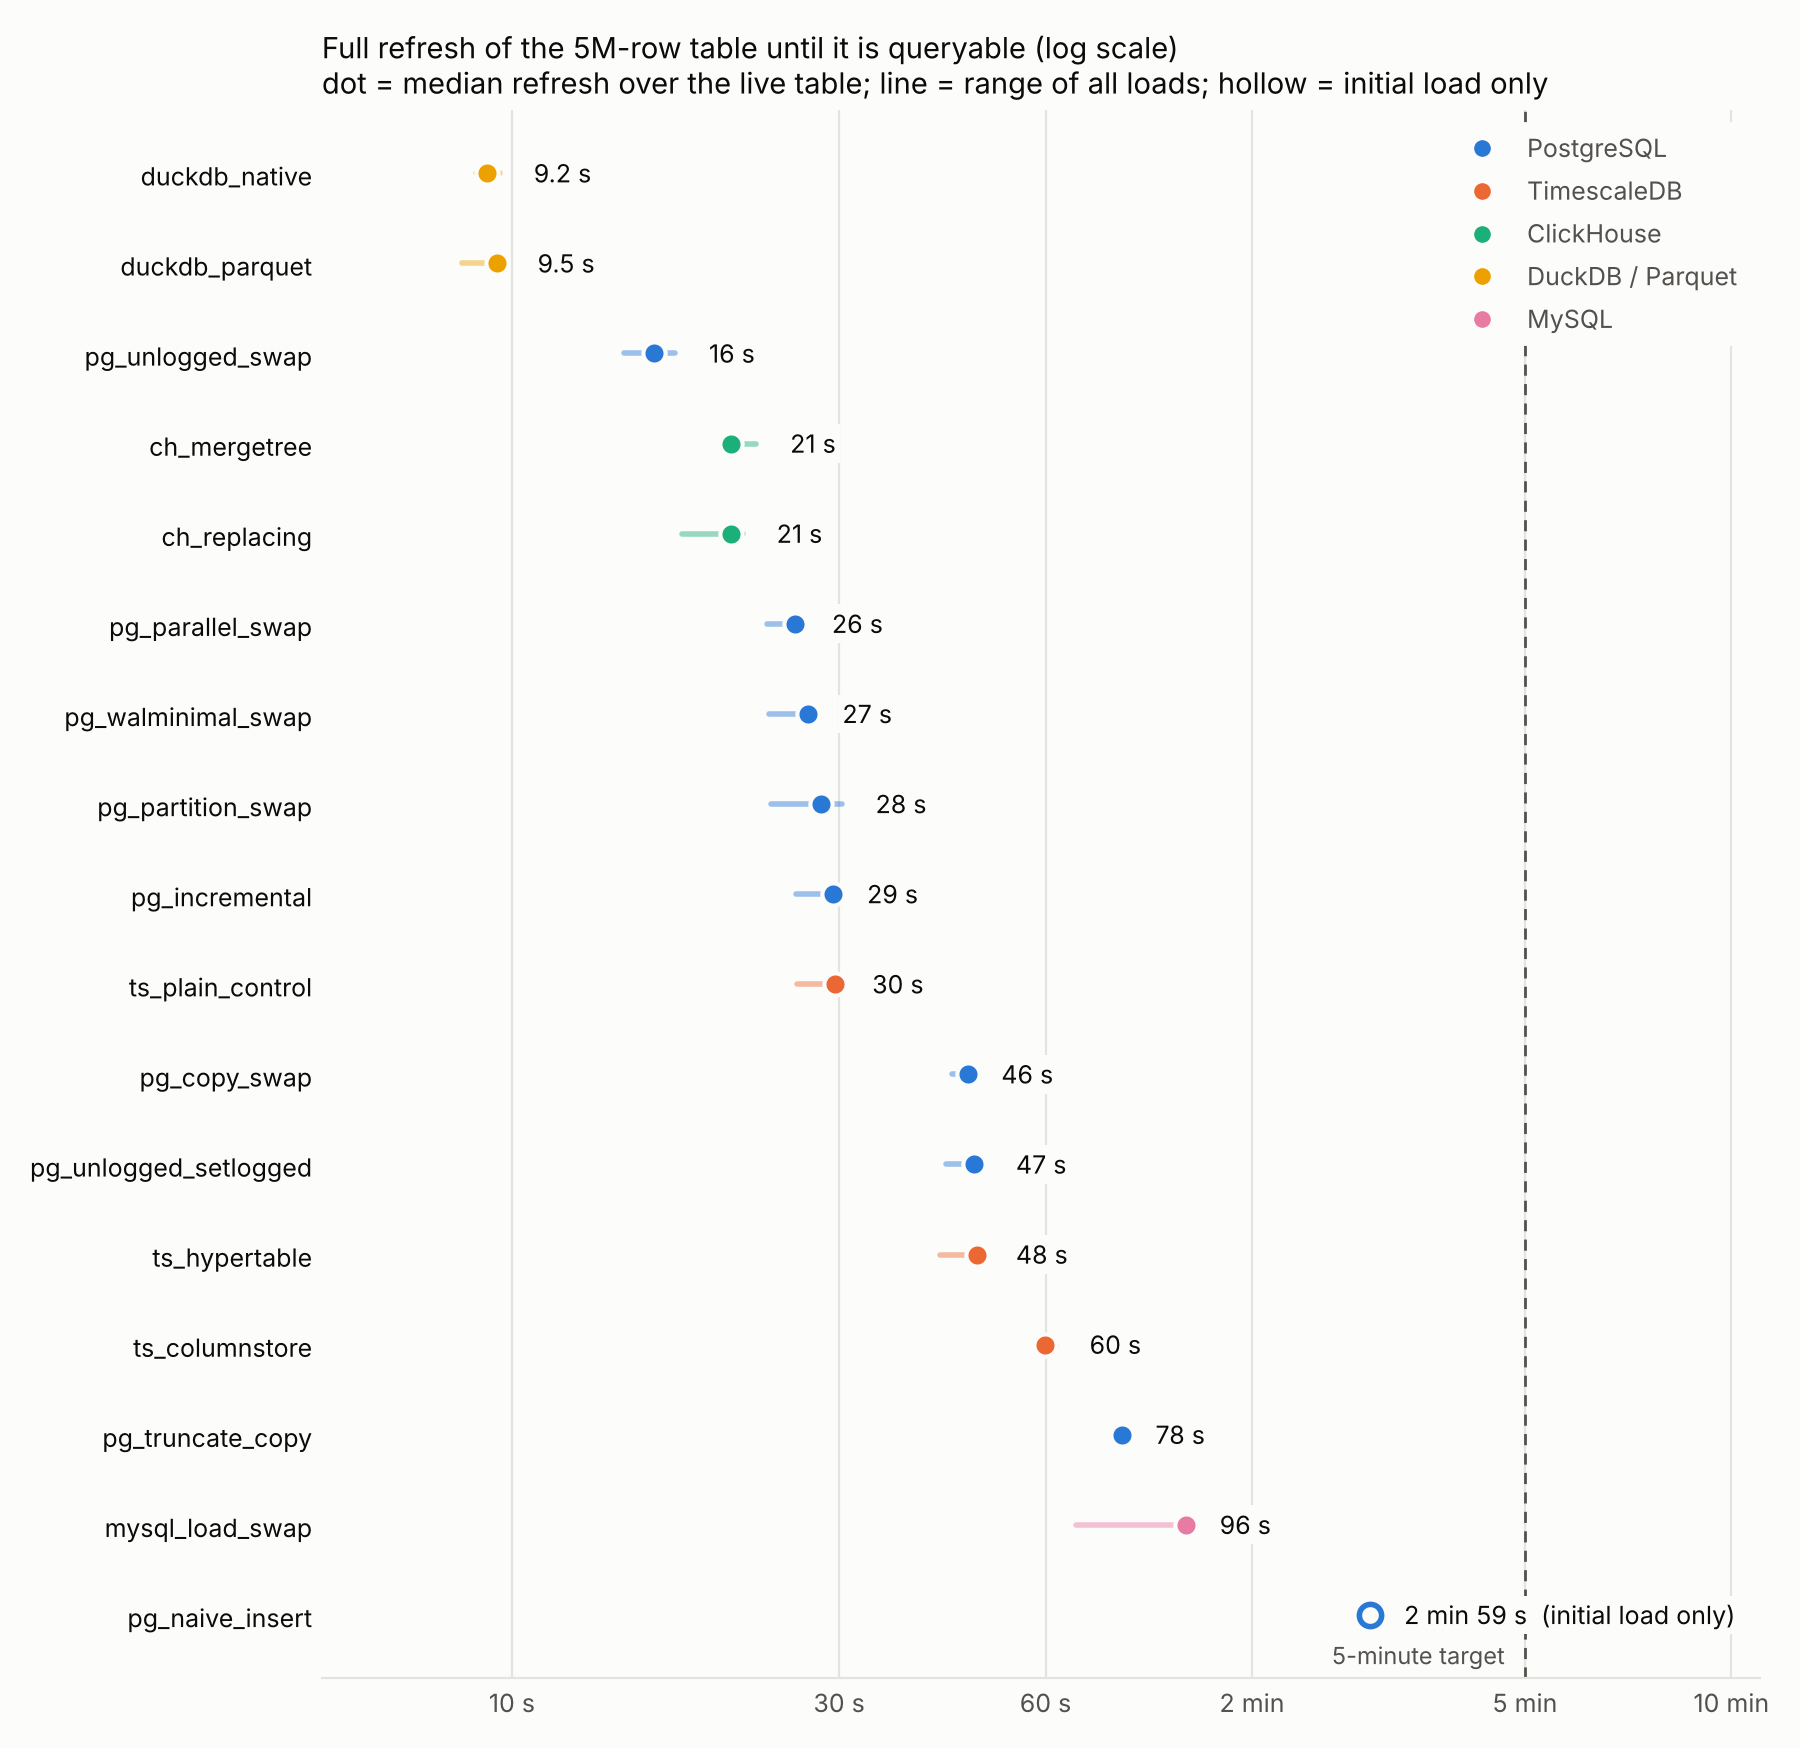 Full refresh of the 5M-row table until it is queryable (log scale)
dot = median refresh over the live table; line = range of all loads; hollow = initial load only
PostgreSQL
TimescaleDB
ClickHouse
DuckDB / Parquet
MySQL
duckdb_native 9.2 s
duckdb_parquet 9.5 s
pg_unlogged_swap 16 s
ch_mergetree 21 s
ch_replacing 21 s
pg_parallel_swap 26 s
pg_walminimal_swap 27 s
pg_partition_swap 28 s
pg_incremental 29 s
ts_plain_control 30 s
pg_copy_swap 46 s
pg_unlogged_setlogged 47 s
ts_hypertable 48 s
ts_columnstore 60 s
pg_truncate_copy 78 s
mysql_load_swap 96 s
pg_naive_insert 2 min 59 s (initial load only)
5-minute target
10 s 30 s 60 s 2 min 5 min 10 min